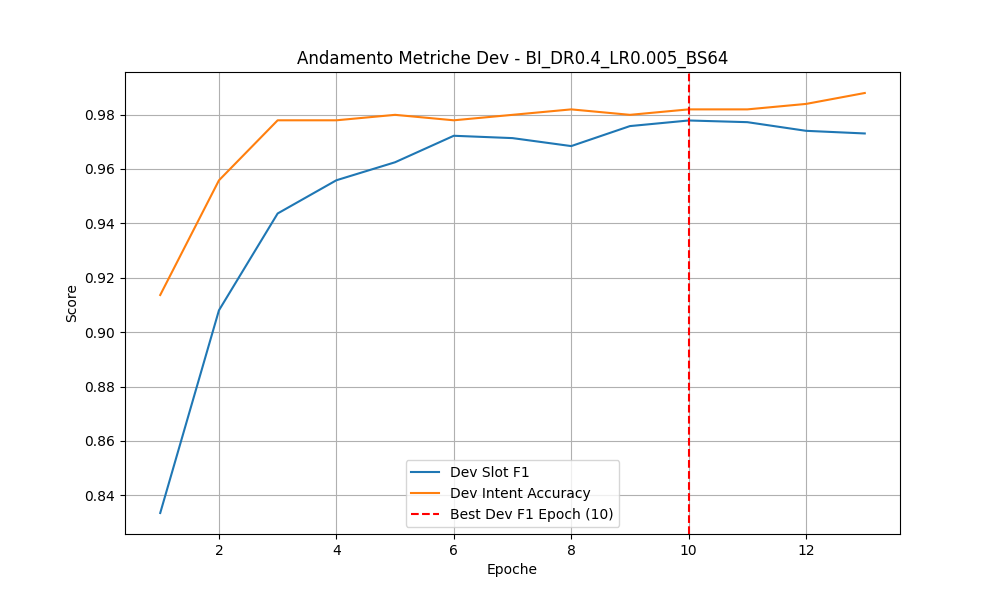 Andamento Metriche Dev - BI_DR0.4_LR0.005_BS64
Score
0.98
0.96
0.94
0.92
0.90
0.88
0.86
0.84
Dev Slot F1
Dev Intent Accuracy
Best Dev F1 Epoch (10)
2 4 6 8 10 12
Epoche